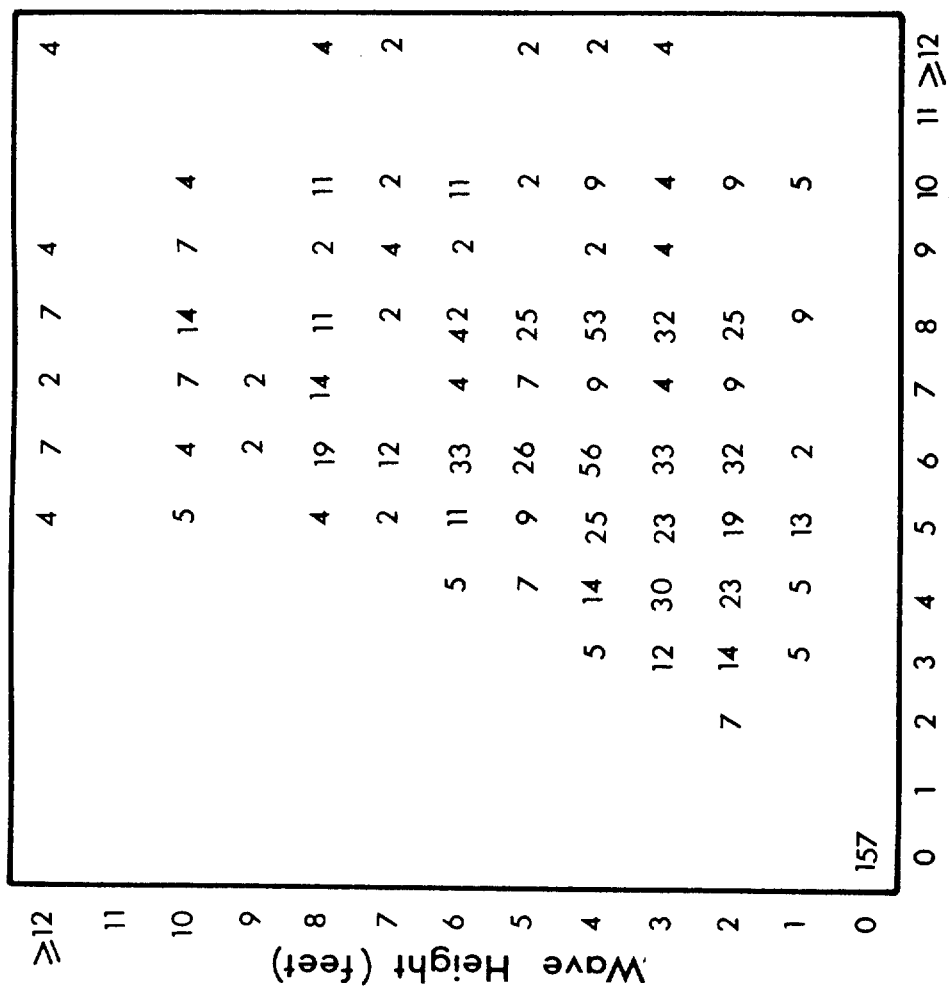 Wave Height (feet)
≥12 4 7 2 7 4 4
11
10 5 4 7 14 7 4
9 2 2
8 4 19 14 11 2 11 4
7 2 12 2 4 2 2
6 5 11 33 4 42 2 11
5 7 9 26 7 25 2 2
4 5 14 25 56 9 53 2 9 2
3 12 30 23 33 4 32 4 4 4
2 7 14 23 19 32 9 25 9
1 5 5 13 2 9 5
0 157
0 1 2 3 4 5 6 7 8 9 10 11 ≥12